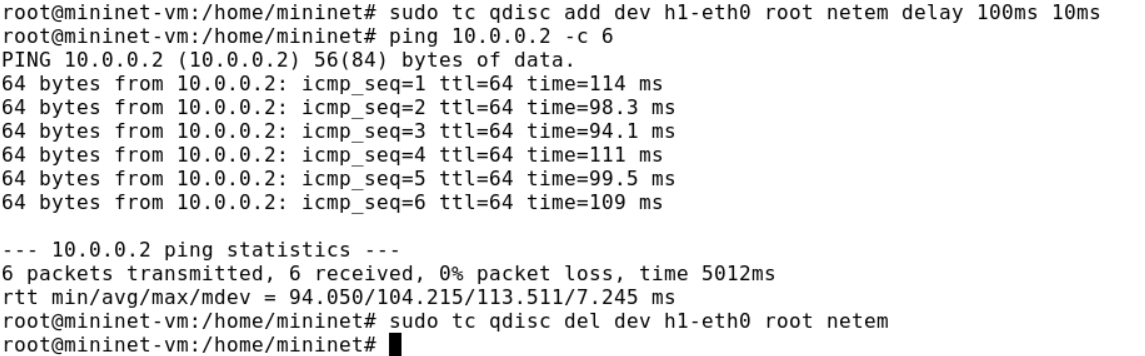 root@mininet-vm:/home/mininet# sudo tc qdisc add dev h1-eth0 root netem delay 100ms 10ms
root@mininet-vm:/home/mininet# ping 10.0.0.2 -c 6
PING 10.0.0.2 (10.0.0.2) 56(84) bytes of data.
64 bytes from 10.0.0.2: icmp_seq=1 ttl=64 time=114 ms
64 bytes from 10.0.0.2: icmp_seq=2 ttl=64 time=98.3 ms
64 bytes from 10.0.0.2: icmp_seq=3 ttl=64 time=94.1 ms
64 bytes from 10.0.0.2: icmp_seq=4 ttl=64 time=111 ms
64 bytes from 10.0.0.2: icmp_seq=5 ttl=64 time=99.5 ms
64 bytes from 10.0.0.2: icmp_seq=6 ttl=64 time=109 ms

--- 10.0.0.2 ping statistics ---
6 packets transmitted, 6 received, 0% packet loss, time 5012ms
rtt min/avg/max/mdev = 94.050/104.215/113.511/7.245 ms
root@mininet-vm:/home/mininet# sudo tc qdisc del dev h1-eth0 root netem
root@mininet-vm:/home/mininet#